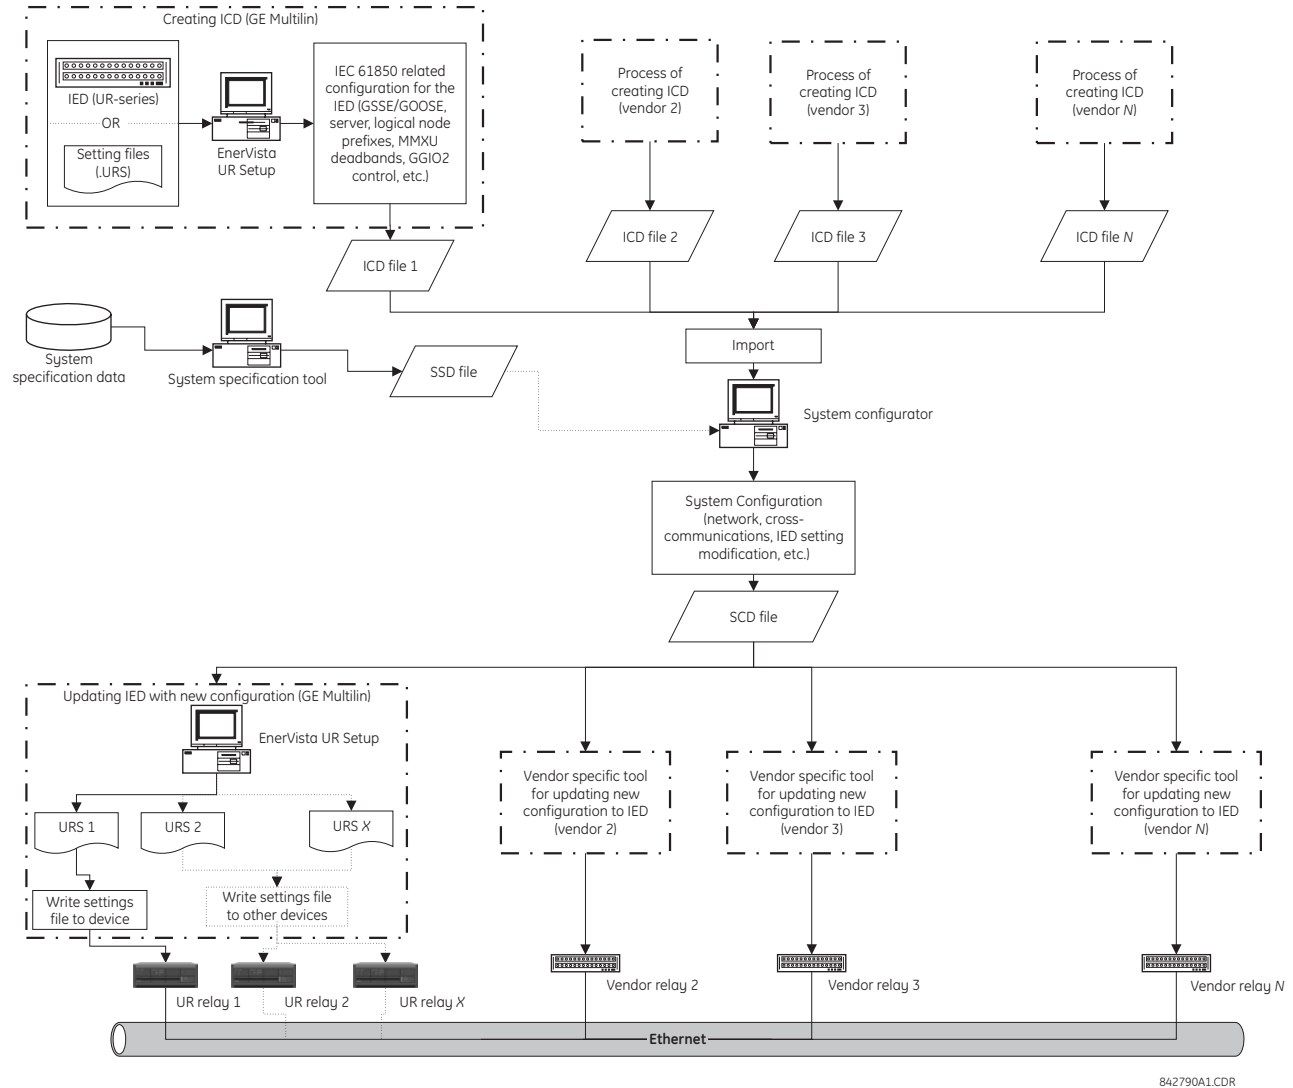 Creating ICD (GE Multilin)
IED (UR-series)
OR
Setting files
(.URS)
EnerVista
UR Setup
IEC 61850 related
configuration for the
IED (GSSE/GOOSE,
server, logical node
prefixes, MMXU
deadbands, GGIO2
control, etc.)
Process of
creating ICD
(vendor 2)
Process of
creating ICD
(vendor 3)
Process of
creating ICD
(vendor N)
ICD file 1
ICD file 2
ICD file 3
ICD file N
System
specification data
System specification tool
SSD file
Import
System configurator
System Configuration
(network, cross-
communications, IED setting
modification, etc.)
SCD file
Updating IED with new configuration (GE Multilin)
EnerVista UR Setup
URS 1
URS 2
URS X
Write settings
file to device
Write settings file
to other devices
Vendor specific tool
for updating new
configuration to IED
(vendor 2)
Vendor specific tool
for updating new
configuration to IED
(vendor 3)
Vendor specific tool
for updating new
configuration to IED
(vendor N)
UR relay 1
UR relay 2
UR relay X
Vendor relay 2
Vendor relay 3
Vendor relay N
Ethernet
842790A1.CDR